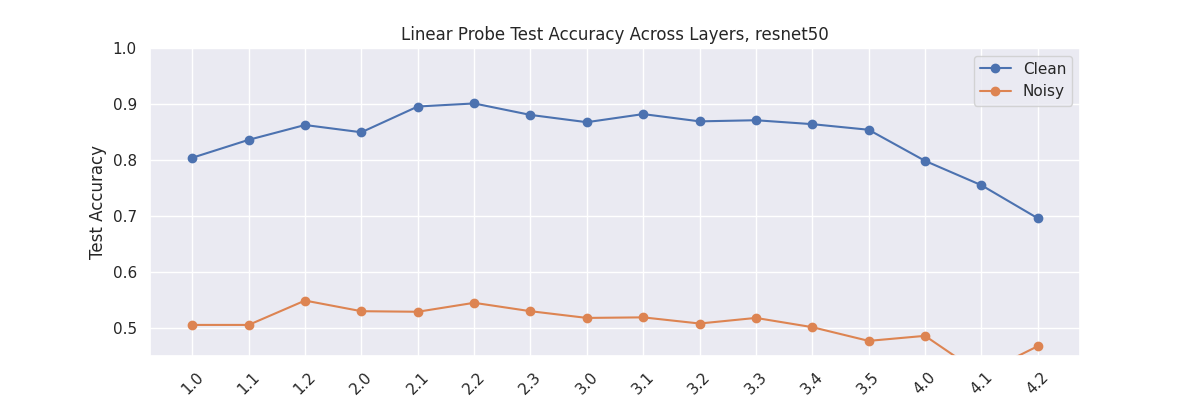 Linear Probe Test Accuracy Across Layers, resnet50
1.0
0.9
0.8
0.7
0.6
0.5
Test Accuracy
Clean
Noisy
1.0 1.1 1.2 2.0 2.1 2.2 2.3 3.0 3.1 3.2 3.3 3.4 3.5 4.0 4.1 4.2